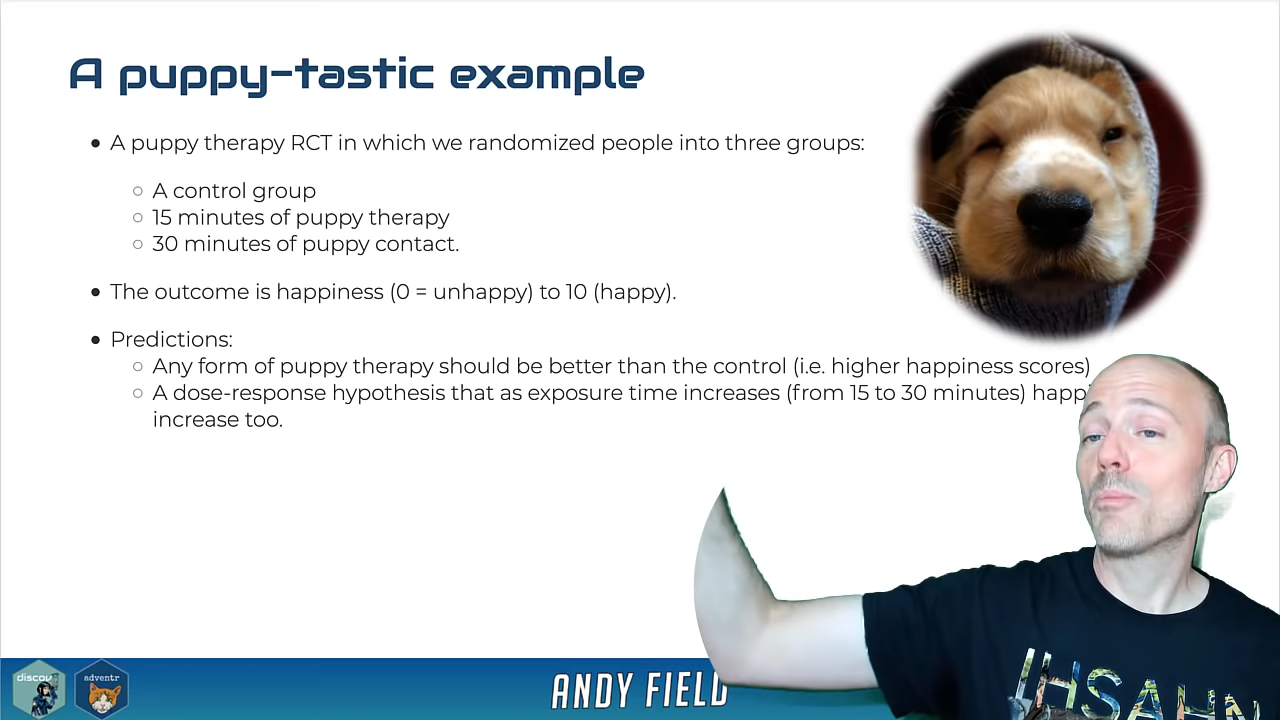 A puppy-tastic example
• A puppy therapy RCT in which we randomized people into three groups:
○ A control group
○ 15 minutes of puppy therapy
○ 30 minutes of puppy contact.
• The outcome is happiness (0 = unhappy) to 10 (happy).
• Predictions:
○ Any form of puppy therapy should be better than the control (i.e. higher happiness scores)
○ A dose-response hypothesis that as exposure time increases (from 15 to 30 minutes)
increase too.
IHSAHN
discov
adventr
ANDY FIELD